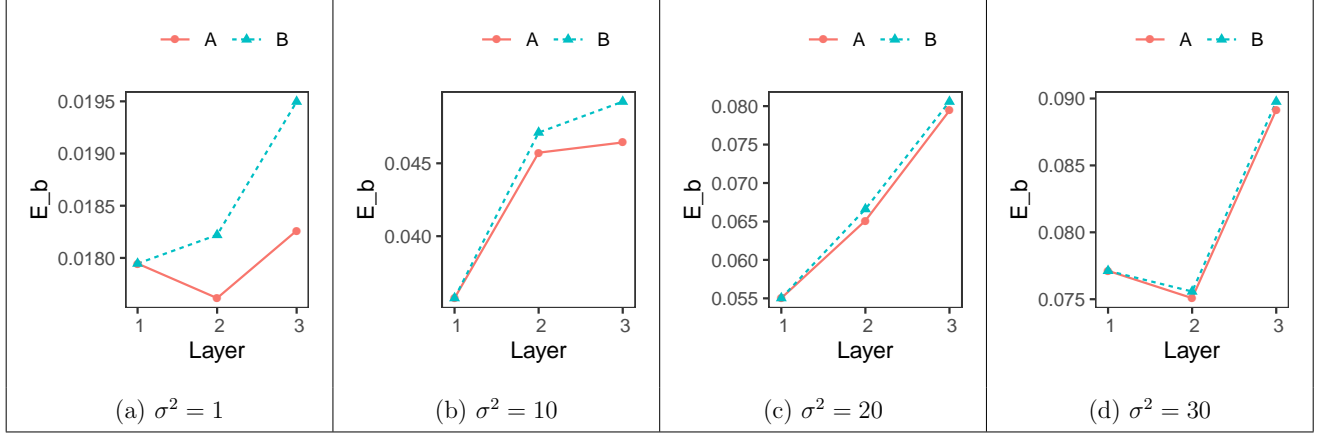 A B
0.0195
0.0190
0.0185
0.0180
E_b
1 2 3
Layer
(a) σ² = 1
A B
0.045
0.040
E_b
1 2 3
Layer
(b) σ² = 10
A B
0.080
0.075
0.070
0.065
0.060
0.055
E_b
1 2 3
Layer
(c) σ² = 20
A B
0.090
0.085
0.080
0.075
E_b
1 2 3
Layer
(d) σ² = 30